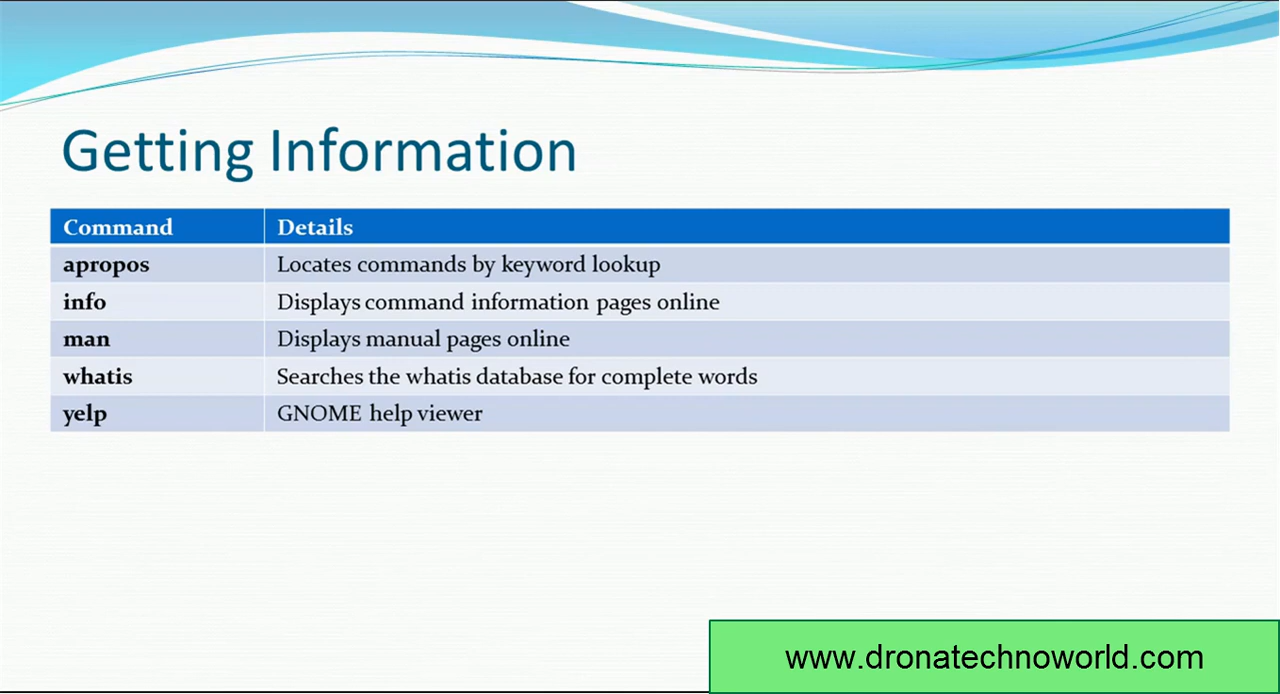 Getting Information
Command Details
apropos Locates commands by keyword lookup
info Displays command information pages online
man Displays manual pages online
whatis Searches the whatis database for complete words
yelp GNOME help viewer
www.dronatechnoworld.com